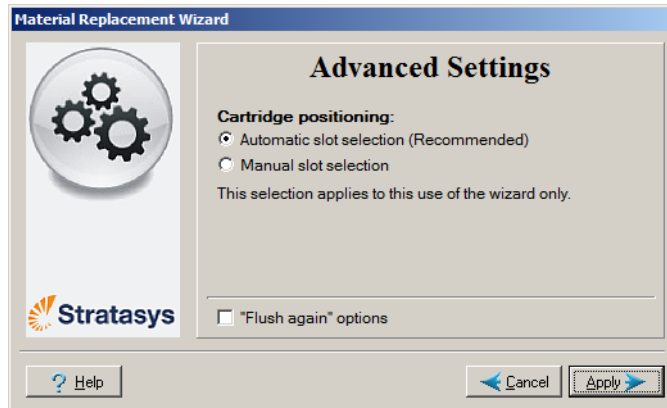 Material Replacement Wizard
Advanced Settings
Cartridge positioning:
Automatic slot selection (Recommended)
Manual slot selection
This selection applies to this use of the wizard only.
Stratasys
"Flush again" options
? Help
Cancel
Apply